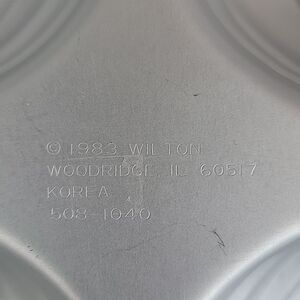 © 1983 WILTON
WOODRIDGE, IL 60517
KOREA
508-1040